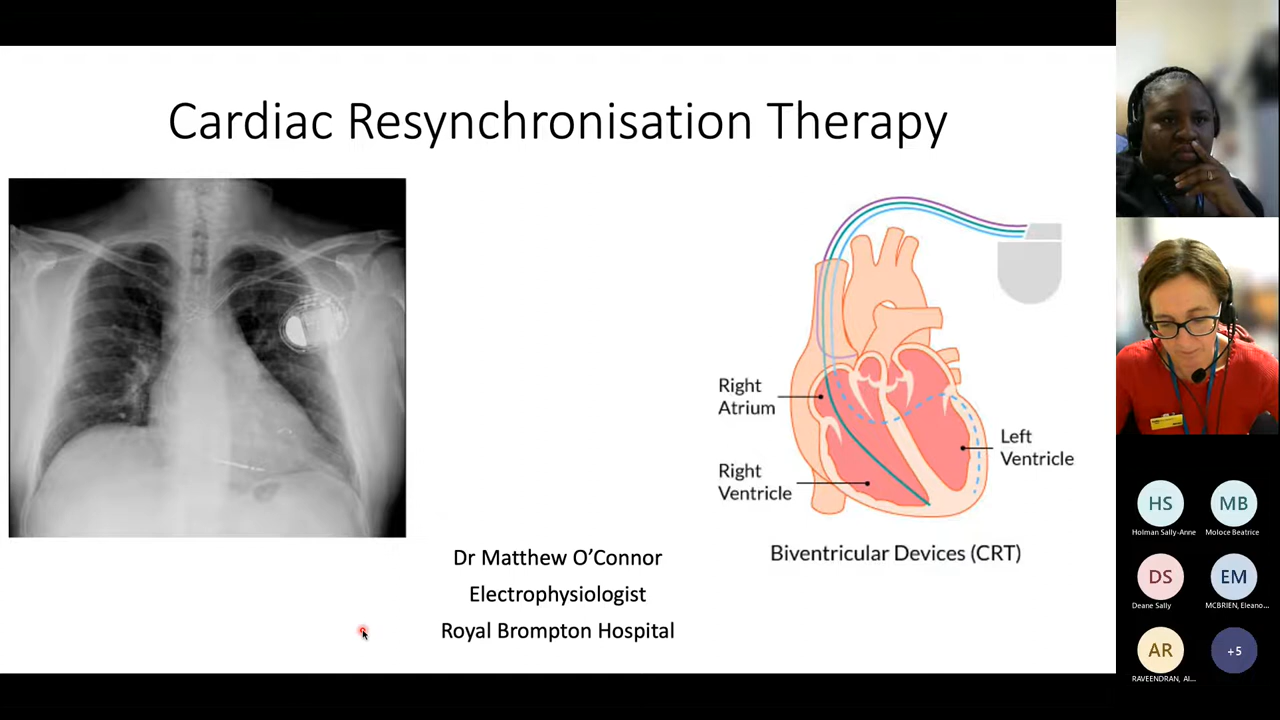 Cardiac Resynchronisation Therapy
Right
Atrium
Left
Ventricle
Right
Ventricle
Biventricular Devices (CRT)
Dr Matthew O’Connor
Electrophysiologist
Royal Brompton Hospital
HS
MB
Holman Sally-Anne
Moloce Beatrice
DS
EM
Deane Sally
MCBRIEN, Eleano...
AR
+5
RAVEENDRAN, Al...